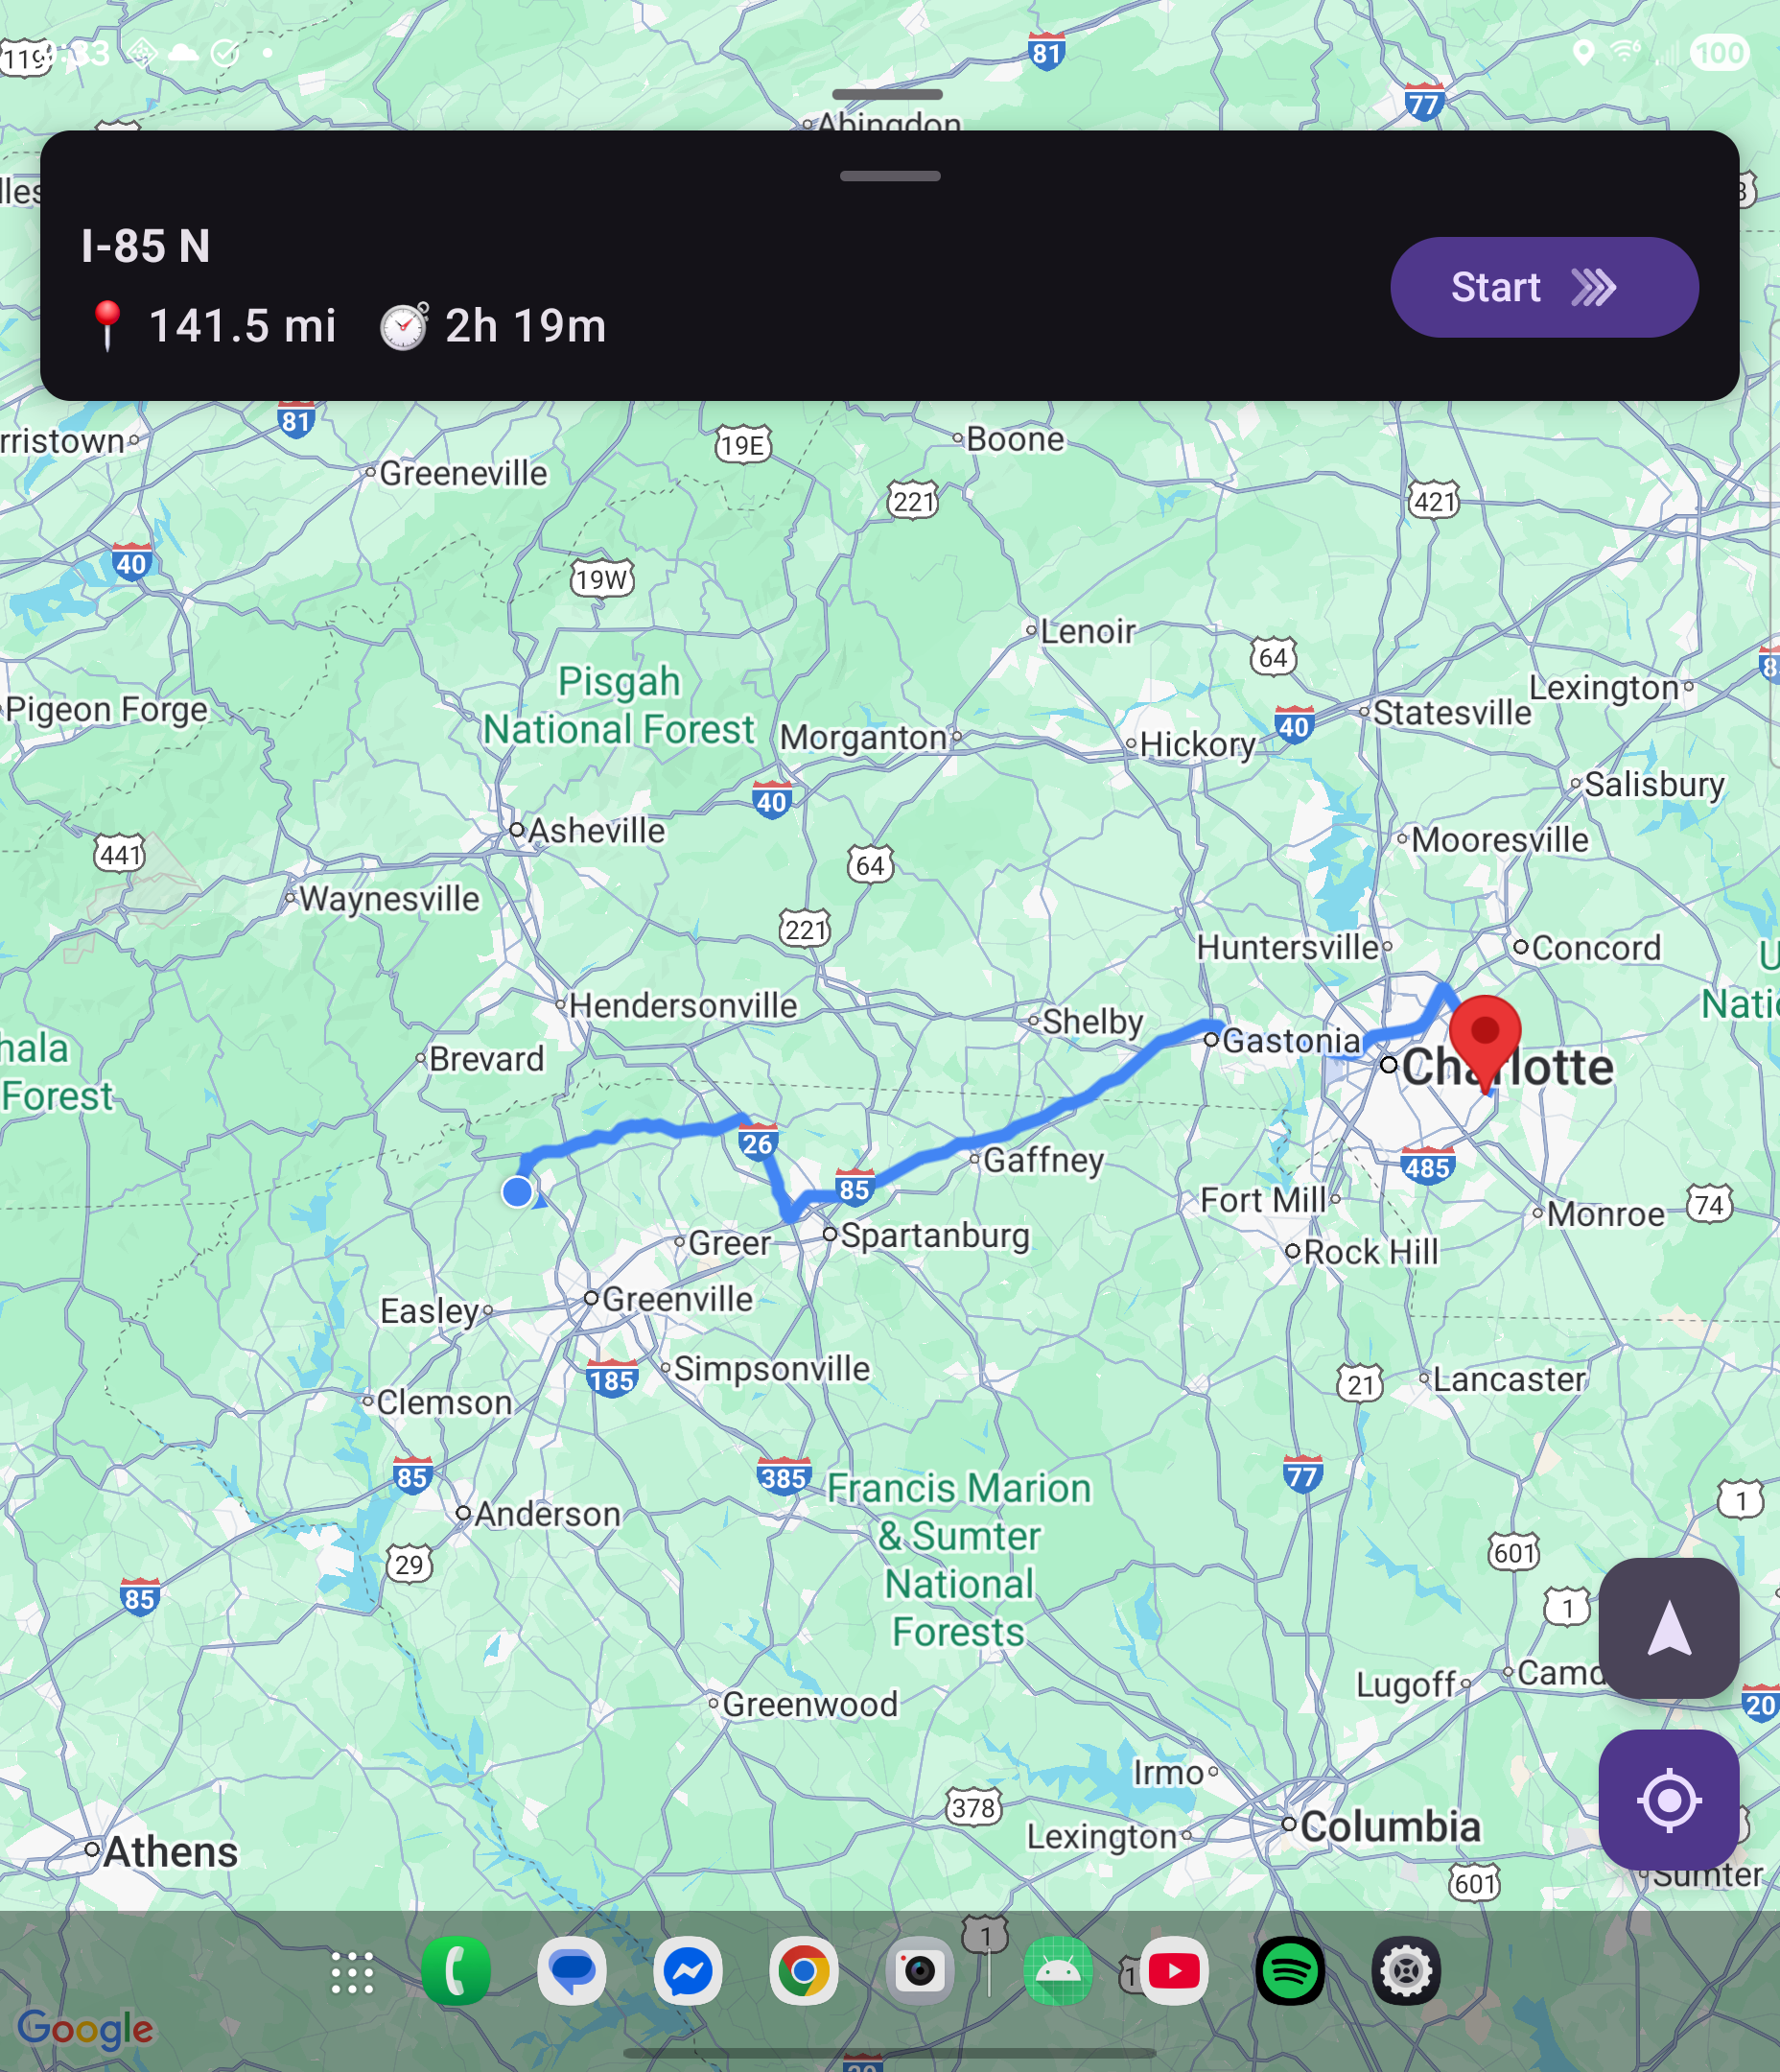 119
:33
81
77
100
Abingdon
I-85 N
141.5 mi
2h 19m
Start
81
rristown
Greeneville
19E
Boone
221
421
40
19W
Lenoir
64
Pisgah
National Forest
Lexington
Pigeon Forge
Morganton
Hickory
40
Statesville
40
Salisbury
Asheville
441
64
Mooresville
Waynesville
221
Huntersville
Concord
Hendersonville
Shelby
Gastonia
Brevard
Charlotte
hala
Forest
26
85
Gaffney
485
Fort Mill
Monroe
74
Greer
Spartanburg
Rock Hill
Easley
Greenville
185
Simpsonville
21
Lancaster
Clemson
85
385
77
Francis Marion
& Sumter
National
Forests
Anderson
29
85
1
601
1
Lugoff
Camd
20
Greenwood
Irmo
378
Lexington
Columbia
Athens
601
Sumter
1
Google